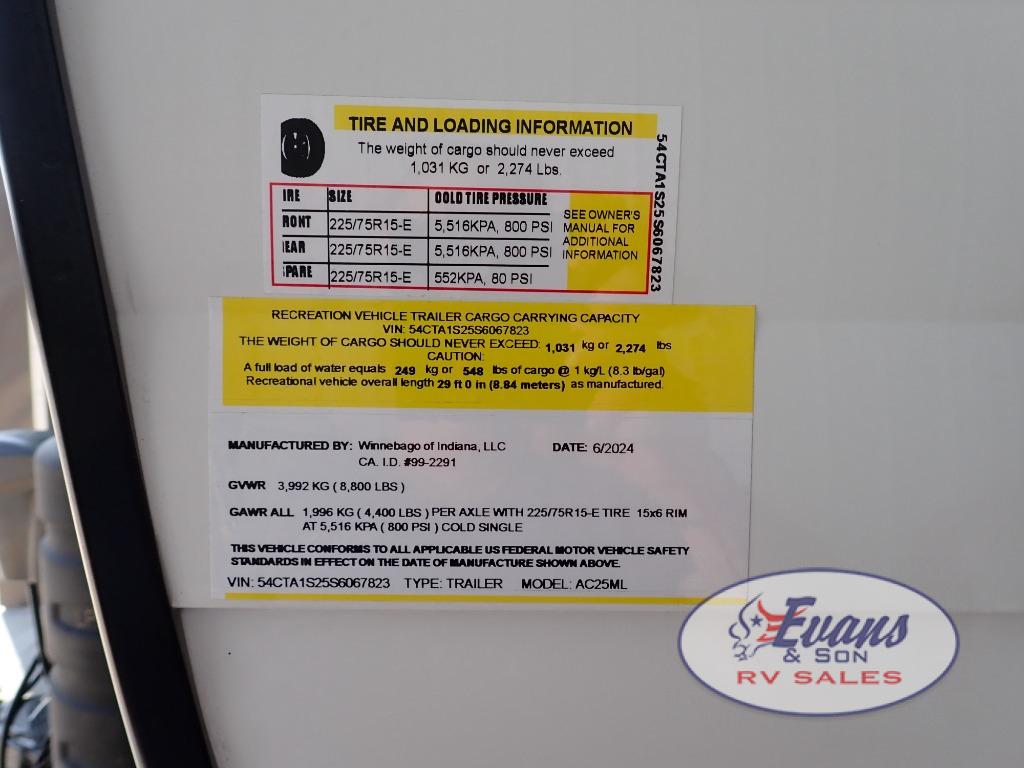 TIRE AND LOADING INFORMATION
The weight of cargo should never exceed
1,031 KG or 2,274 Lbs.
IRE SIZE COLD TIRE PRESSURE
RONT 225/75R15-E 5,516KPA, 800 PSI
EAR 225/75R15-E 5,516KPA, 800 PSI
PARE 225/75R15-E 552KPA, 80 PSI
SEE OWNER'S
MANUAL FOR
ADDITIONAL
INFORMATION
54CTA1S25S6067823
RECREATION VEHICLE TRAILER CARGO CARRYING CAPACITY
VIN: 54CTA1S25S6067823
THE WEIGHT OF CARGO SHOULD NEVER EXCEED: 1,031 kg or 2,274 lbs
CAUTION:
A full load of water equals 249 kg or 548 lbs of cargo @ 1 kg/L (8.3 lb/gal)
Recreational vehicle overall length 29 ft 0 in (8.84 meters) as manufactured.
MANUFACTURED BY: Winnebago of Indiana, LLC DATE: 6/2024
CA. I.D. #99-2291
GVWR 3,992 KG ( 8,800 LBS )
GAWR ALL 1,996 KG ( 4,400 LBS ) PER AXLE WITH 225/75R15-E TIRE 15x6 RIM
AT 5,516 KPA ( 800 PSI ) COLD SINGLE
THIS VEHICLE CONFORMS TO ALL APPLICABLE US FEDERAL MOTOR VEHICLE SAFETY
STANDARDS IN EFFECT ON THE DATE OF MANUFACTURE SHOWN ABOVE.
VIN: 54CTA1S25S6067823 TYPE: TRAILER MODEL: AC25ML
Evans
& SON
RV SALES